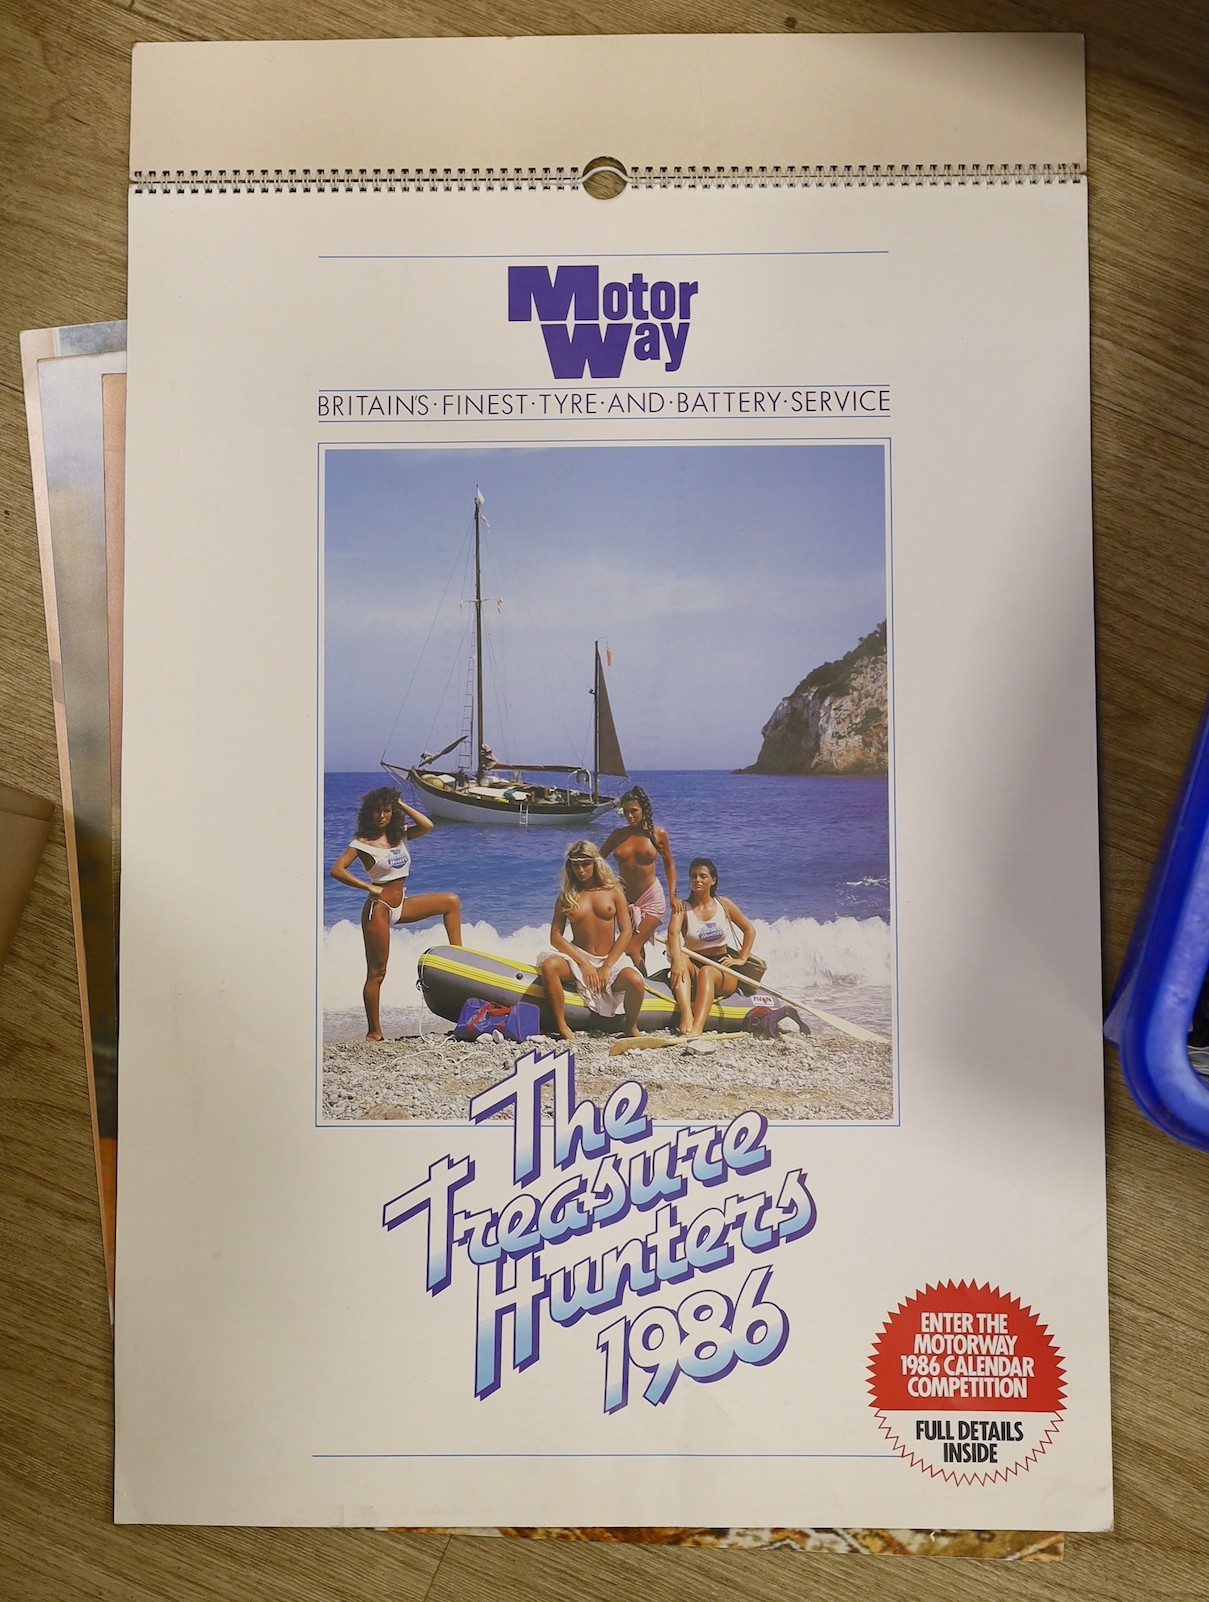 Motor
Way
BRITAIN'S·FINEST·TYRE·AND·BATTERY·SERVICE
The
Treasure
Hunters
1986
ENTER THE
MOTORWAY
1986 CALENDAR
COMPETITION
FULL DETAILS
INSIDE